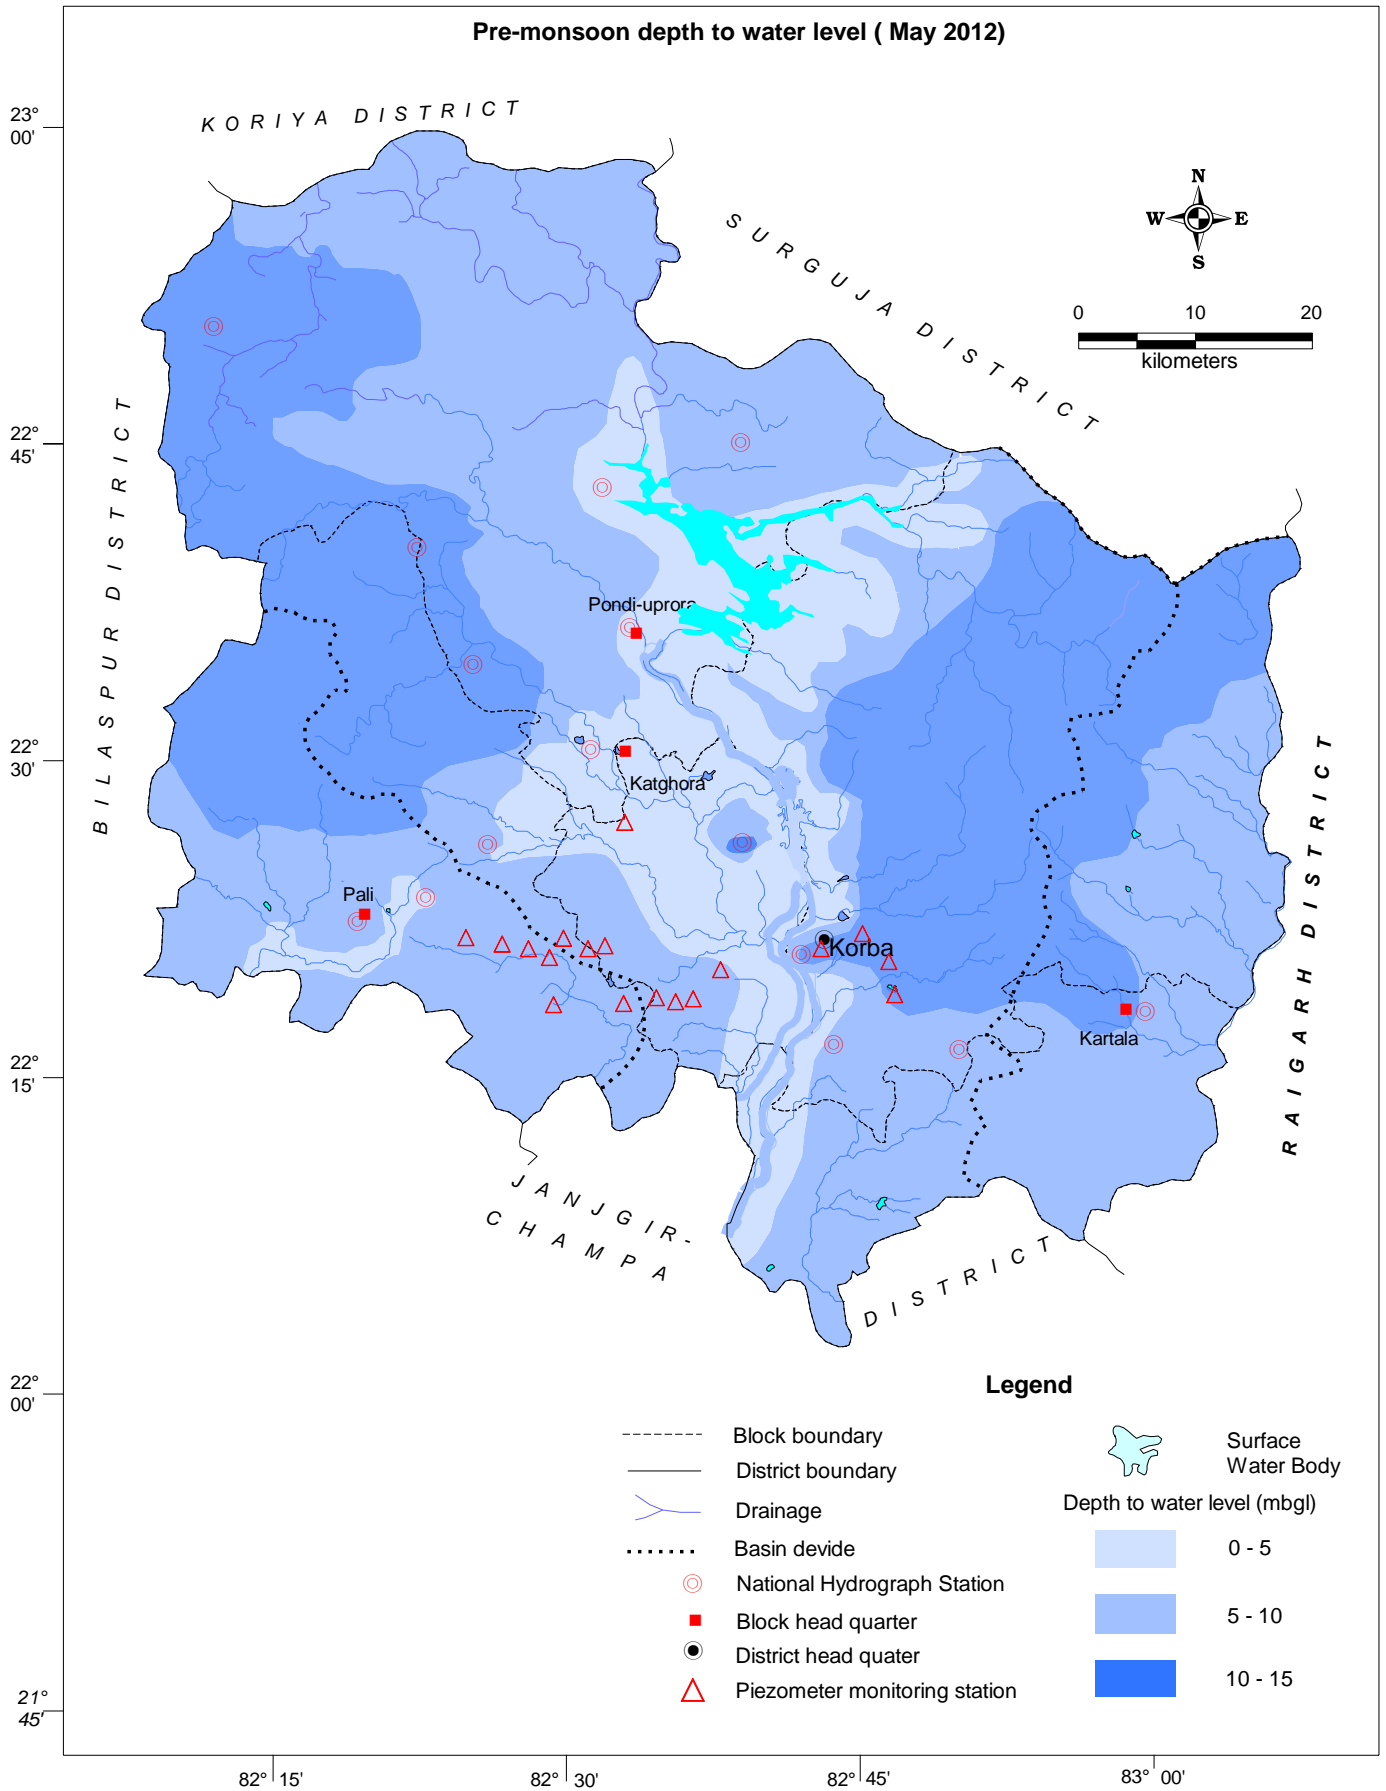 Pre-monsoon depth to water level ( May 2012)
23°
00'
KORIYA DISTRICT
N
W E
S
SURGUJA DISTRICT
0 10 20
kilometers
22°
45'
BILASPUR DISTRICT
Pondi-uprora
22°
30'
Katghora
RAIGARH DISTRICT
Pali
Korba
Kartala
22°
15'
JANJGIR-
CHAMPA
DISTRICT
22°
00'
Legend
Block boundary
District boundary
Drainage
Basin devide
National Hydrograph Station
Block head quarter
District head quater
Piezometer monitoring station
Surface
Water Body
Depth to water level (mbgl)
0 - 5
5 - 10
10 - 15
21°
45'
82° 15' 82° 30' 82° 45' 83° 00'